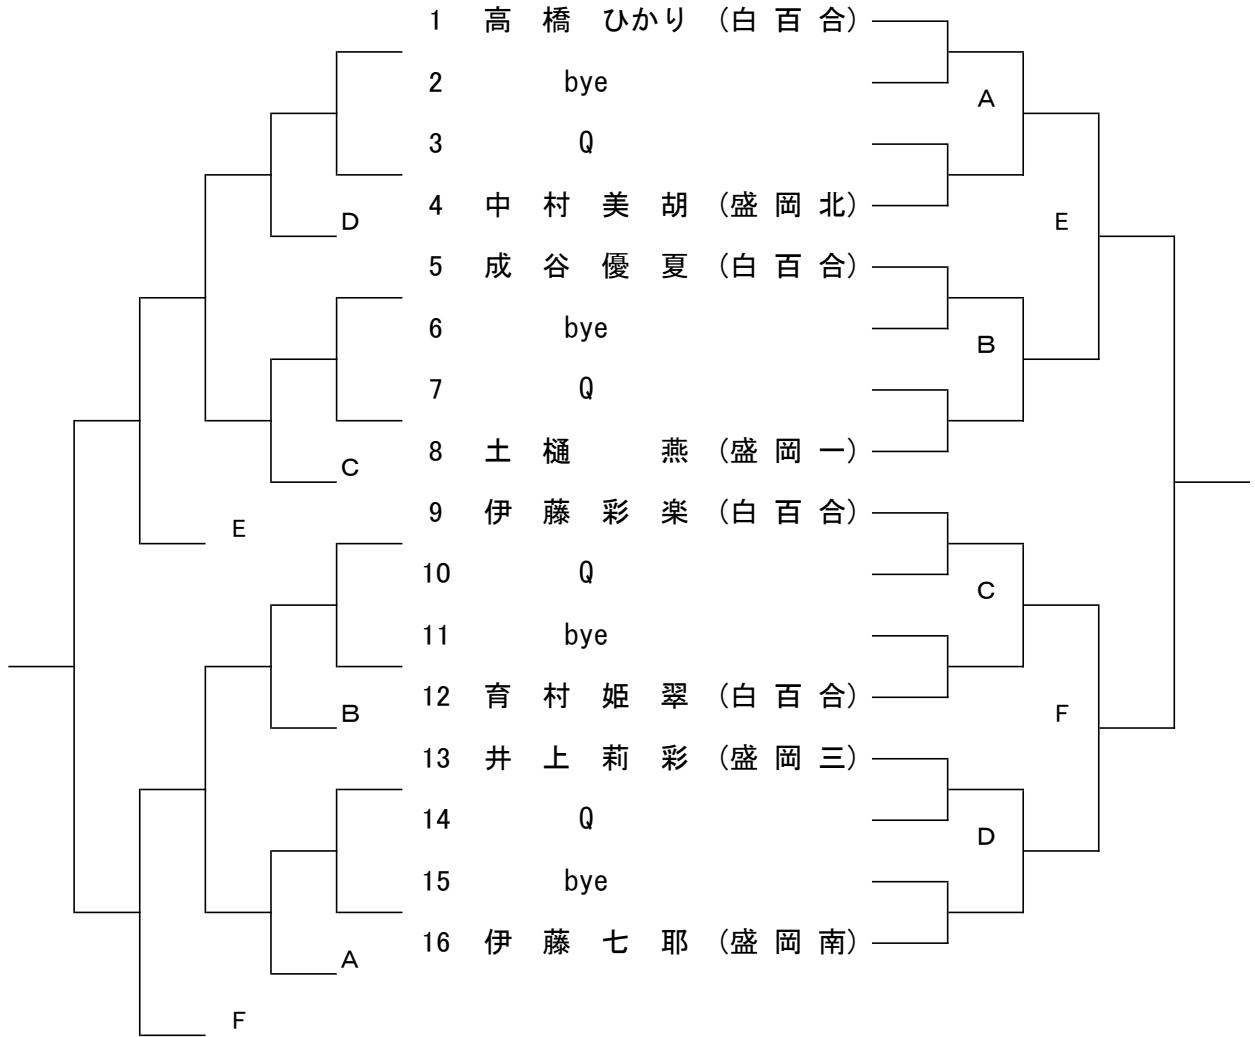 1 高橋 ひかり (白百合)
2 bye
A
3 Q
4 中村美胡 (盛岡北)
D
E
5 成谷優夏 (白百合)
6 bye
B
7 Q
8 土樋 燕 (盛岡一)
C
9 伊藤彩楽 (白百合)
E
10 Q
C
11 bye
12 育村姫翠 (白百合)
B
F
13 井上莉彩 (盛岡三)
14 Q
D
15 bye
16 伊藤七耶 (盛岡南)
A
F